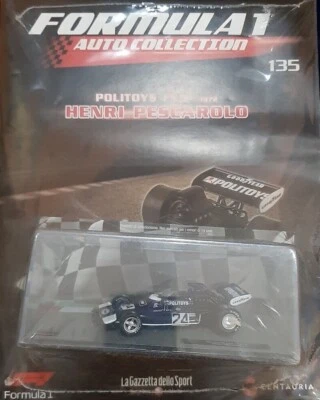 FORMULA 1
AUTO COLLECTION
135
POLITOYS
HENRI PESCAROLO
GOODYEAR
POLITOYS
POLITOYS
24
La Gazzetta dello Sport
Formula 1
CENTAURIA